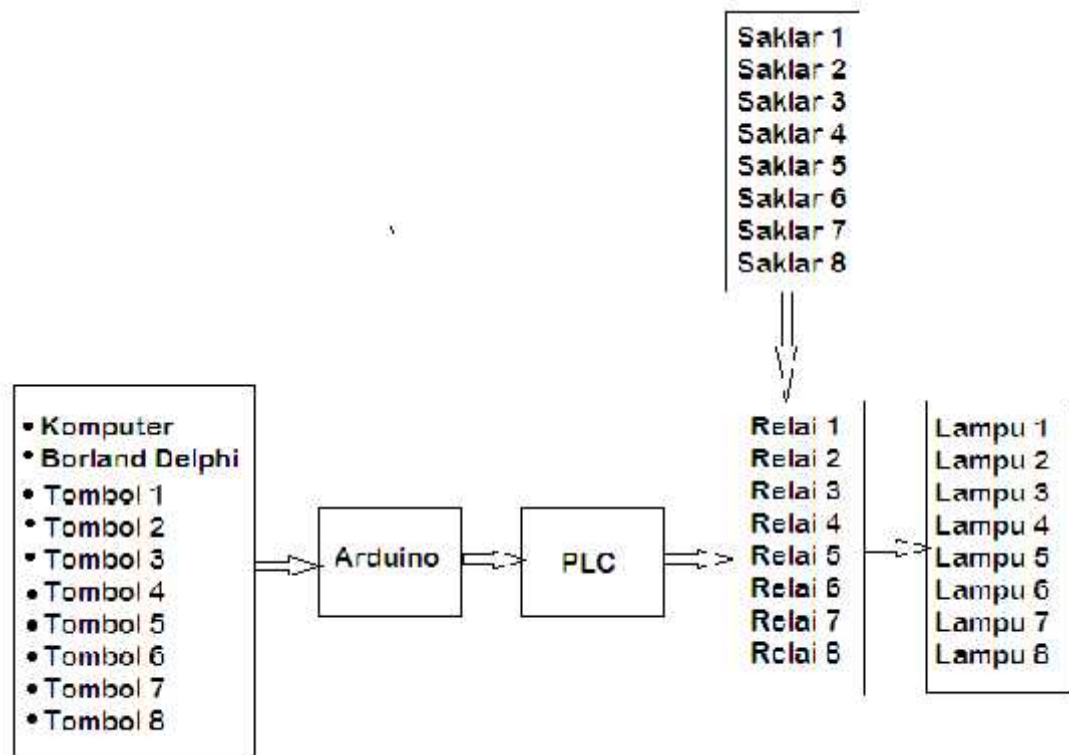 Saklar 1
Saklar 2
Saklar 3
Saklar 4
Saklar 5
Saklar 6
Saklar 7
Saklar 8
• Komputer
• Borland Delphi
• Tombol 1
• Tombol 2
• Tombol 3
• Tombol 4
• Tombol 5
• Tombol 6
• Tombol 7
• Tombol 8
Arduino
PLC
Relai 1
Relai 2
Relai 3
Relai 4
Relai 5
Relai 6
Relai 7
Relai 8
Lampu 1
Lampu 2
Lampu 3
Lampu 4
Lampu 5
Lampu 6
Lampu 7
Lampu 8